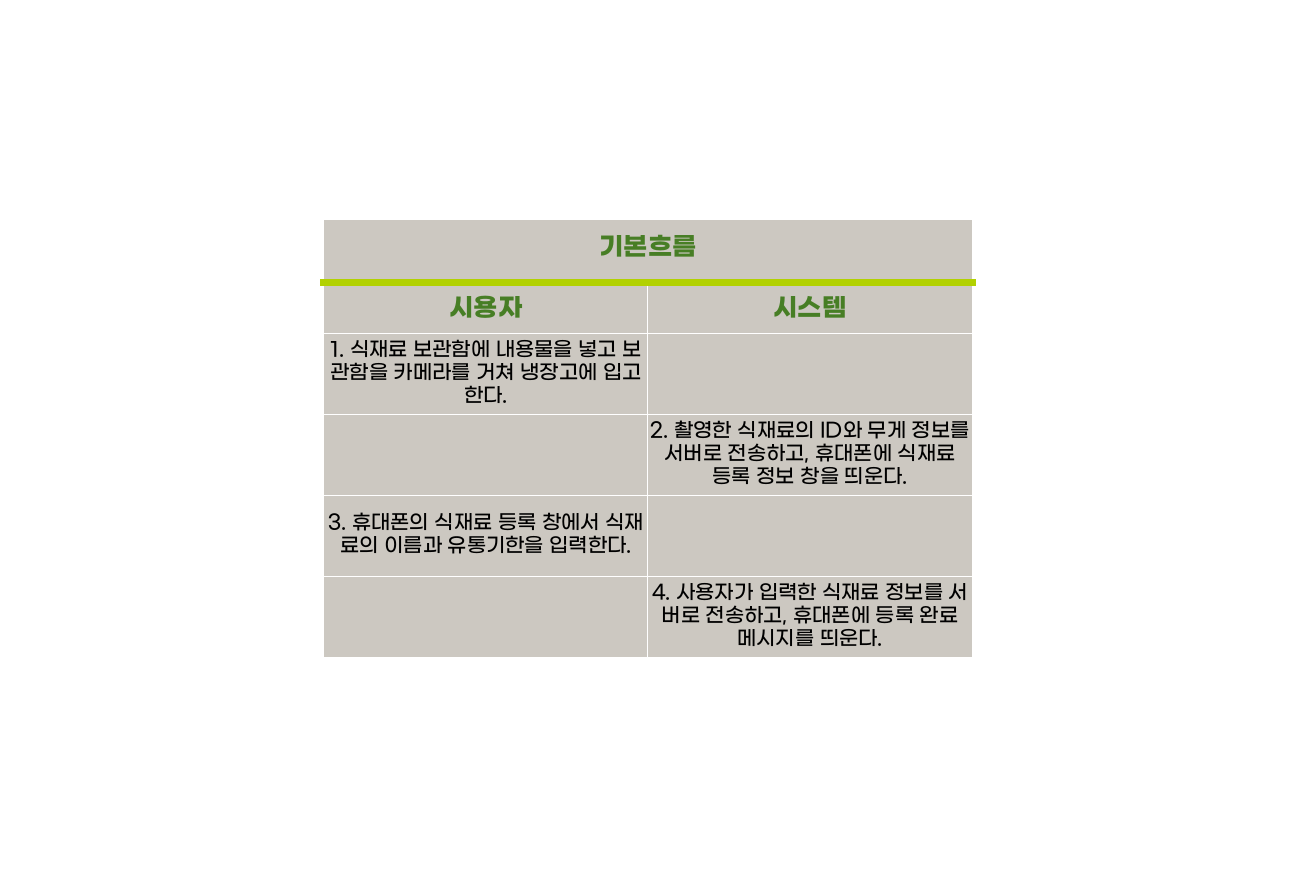 기본흐름
시용자
시스템
1. 식재료 보관함에 내용물을 넣고 보
관함을 카메라를 거쳐 냉장고에 입고
한다.
2. 촬영한 식재료의 ID와 무게 정보를
서버로 전송하고, 휴대폰에 식재료
등록 정보 창을 띄운다.
3. 휴대폰의 식재료 등록 창에서 식재
료의 이름과 유통기한을 입력한다.
4. 사용자가 입력한 식재료 정보를 서
버로 전송하고, 휴대폰에 등록 완료
메시지를 띄운다.